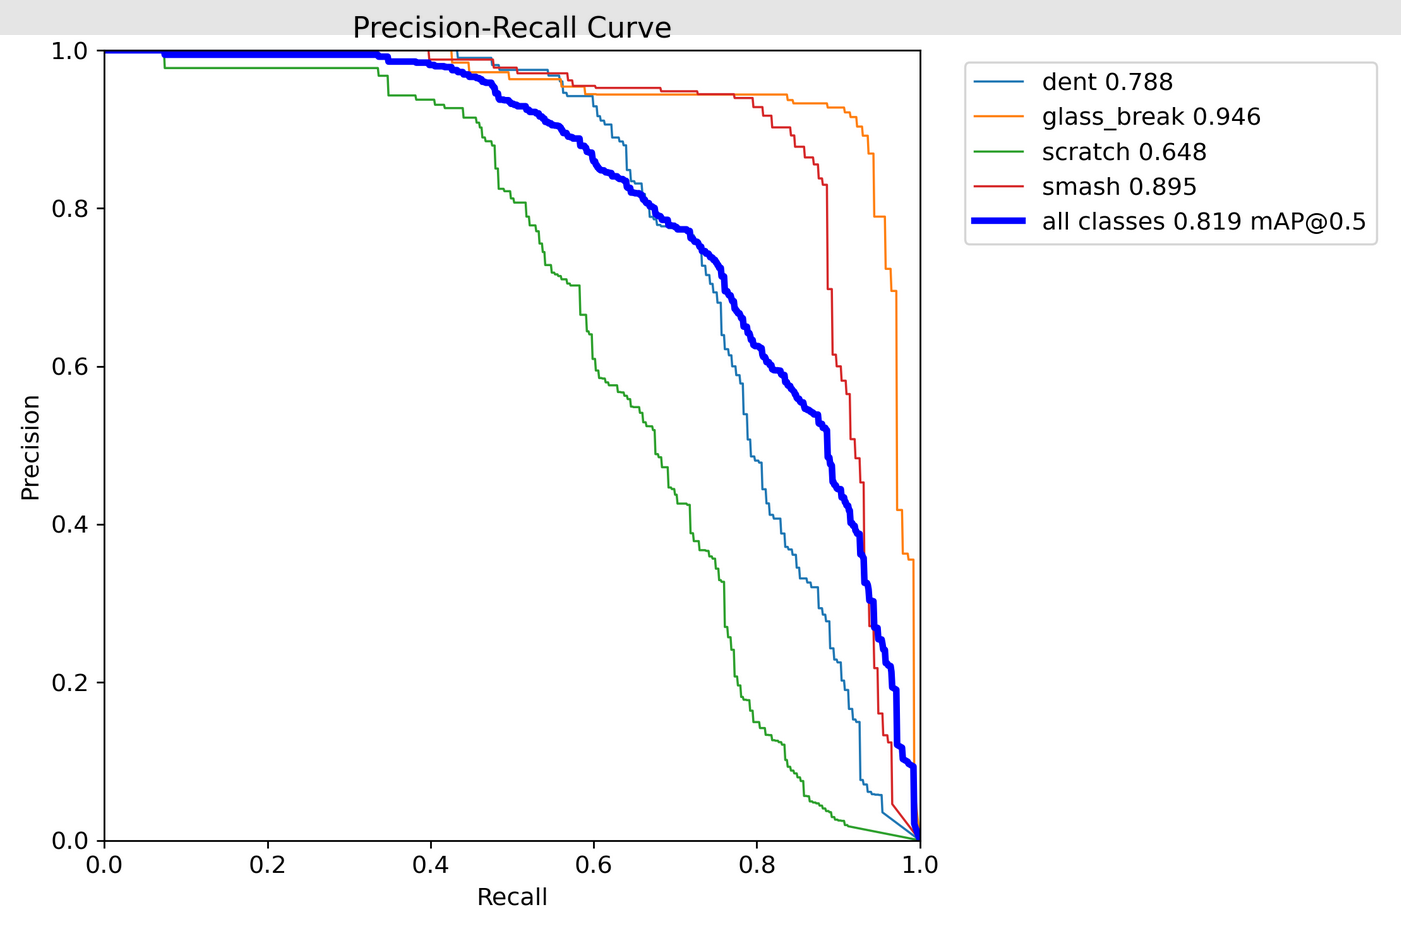 Precision-Recall Curve
1.0
0.8
0.6
0.4
0.2
0.0
Precision
0.0 0.2 0.4 0.6 0.8 1.0
Recall
dent 0.788
glass_break 0.946
scratch 0.648
smash 0.895
all classes 0.819 mAP@0.5